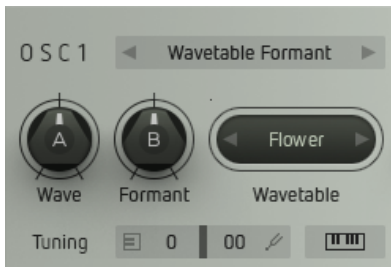 OSC1 Wavetable Formant
A B Flower
Wave Formant Wavetable
Tuning 0 00